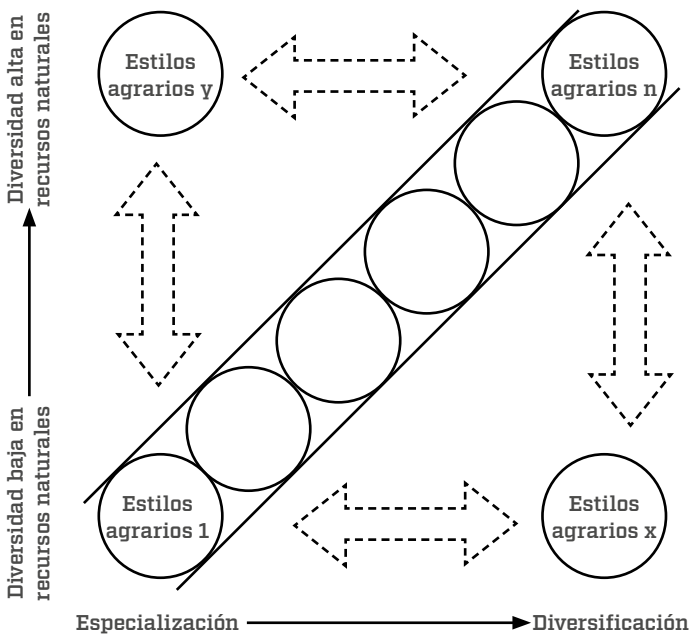 Diversidad alta en
recursos naturales
Estilos
agrarios y
Estilos
agrarios n
Diversidad baja en
recursos naturales
Estilos
agrarios 1
Estilos
agrarios x
Especialización
Diversificación